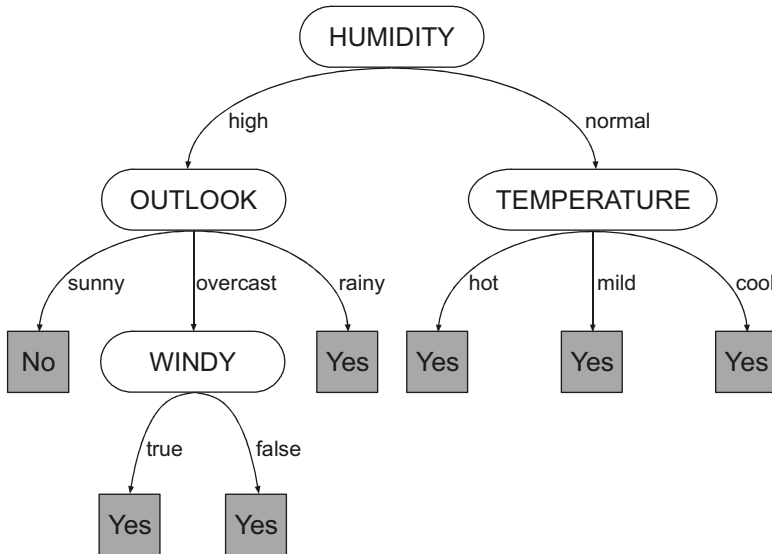 HUMIDITY
high
normal
OUTLOOK
TEMPERATURE
sunny
overcast
rainy
hot
mild
cool
No
WINDY
Yes
Yes
Yes
Yes
true
false
Yes
Yes